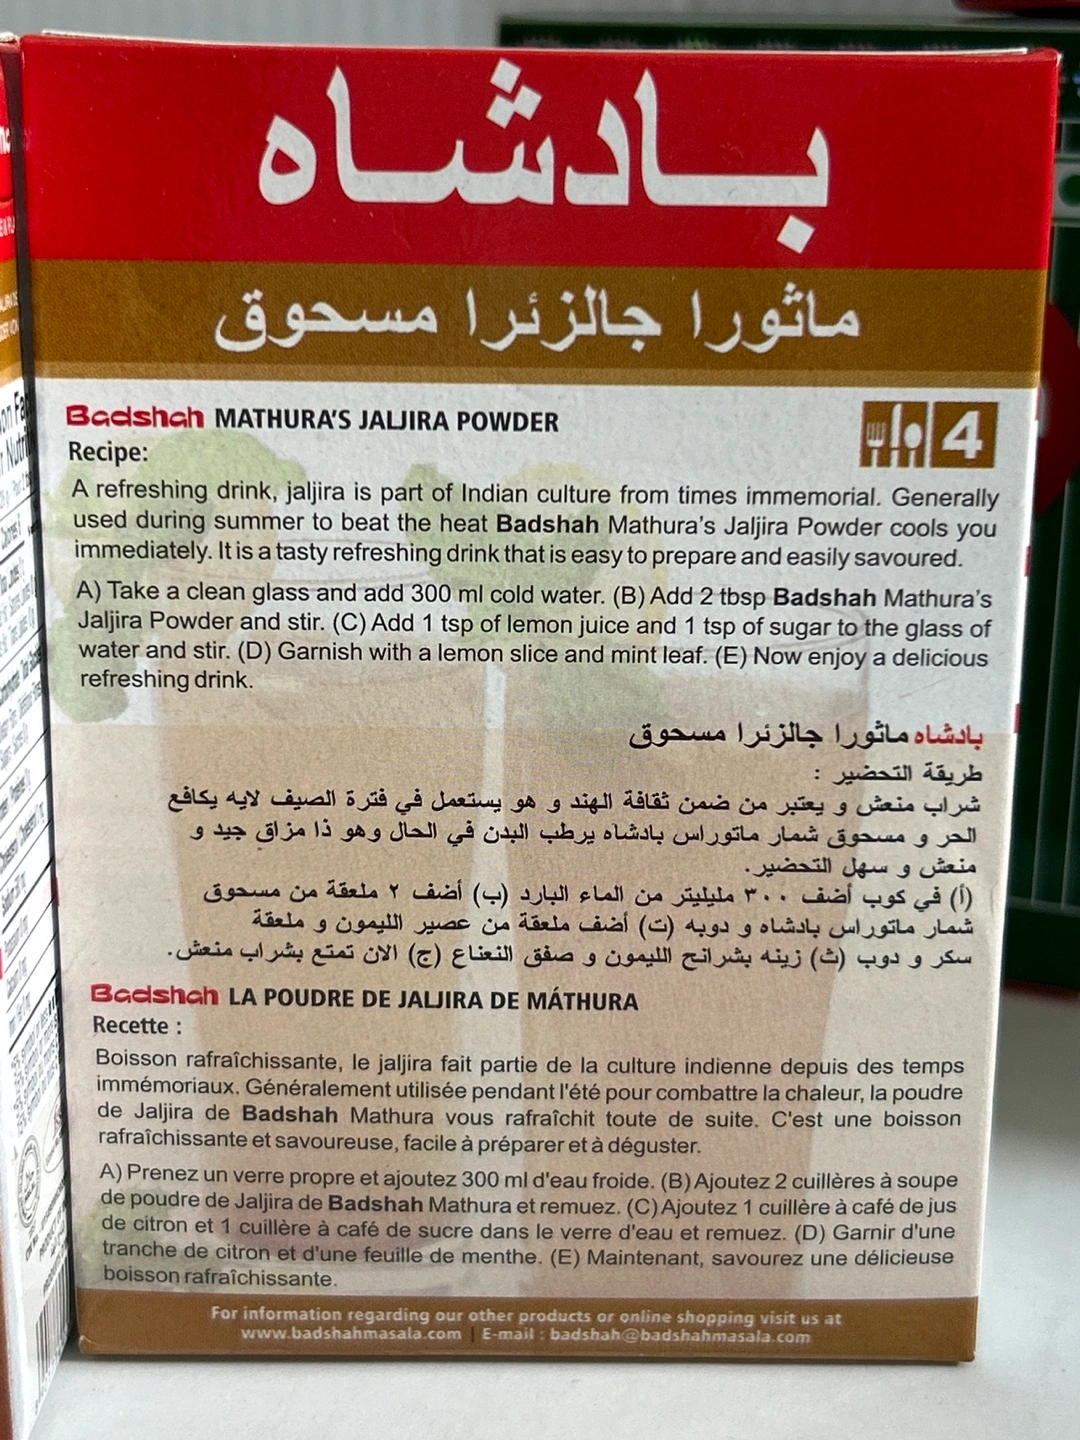 بادشاه
ماثورا جالزئرا مسحوق
Badshah MATHURA'S JALJIRA POWDER
4
Recipe:
A refreshing drink, jaljira is part of Indian culture from times immemorial. Generally
used during summer to beat the heat Badshah Mathura's Jaljira Powder cools you
immediately. It is a tasty refreshing drink that is easy to prepare and easily savoured.
A) Take a clean glass and add 300 ml cold water. (B) Add 2 tbsp Badshah Mathura's
Jaljira Powder and stir. (C) Add 1 tsp of lemon juice and 1 tsp of sugar to the glass of
water and stir. (D) Garnish with a lemon slice and mint leaf. (E) Now enjoy a delicious
refreshing drink.
بادشاه ماثورا جالزئرا مسحوق
طريقة التحضير :
شراب منعش و يعتبر من ضمن ثقافة الهند و هو يستعمل في فترة الصيف لايه يكافع
الحر و مسحوق شمار ماتوراس بادشاه يرطب البدن في الحال وهو ذا مزاق جيد و
منعش و سهل التحضير.
(أ) في كوب أضف ٣٠٠ مليليتر من الماء البارد (ب) أضف ٢ ملعقة من مسحوق
شمار ماتوراس بادشاه و دوبه (ت) أضف ملعقة من عصير الليمون و ملعقة
سكر و دوب (ث) زينه بشرائح الليمون و صفق النعناع (ج) الان تمتع بشراب منعش.
Badshah LA POUDRE DE JALJIRA DE MÁTHURA
Recette :
Boisson rafraîchissante, le jaljira fait partie de la culture indienne depuis des temps
immémoriaux. Généralement utilisée pendant l'été pour combattre la chaleur, la poudre
de Jaljira de Badshah Mathura vous rafraîchit toute de suite. C'est une boisson
rafraîchissante et savoureuse, facile à préparer et à déguster.
A) Prenez un verre propre et ajoutez 300 ml d'eau froide. (B) Ajoutez 2 cuillères à soupe
de poudre de Jaljira de Badshah Mathura et remuez. (C) Ajoutez 1 cuillère à café de jus
de citron et 1 cuillère à café de sucre dans le verre d'eau et remuez. (D) Garnir d'une
tranche de citron et d'une feuille de menthe. (E) Maintenant, savourez une délicieuse
boisson rafraîchissante.
For information regarding our other products or online shopping visit us at
www.badshahmasala.com | E-mail : badshah@badshahmasala.com